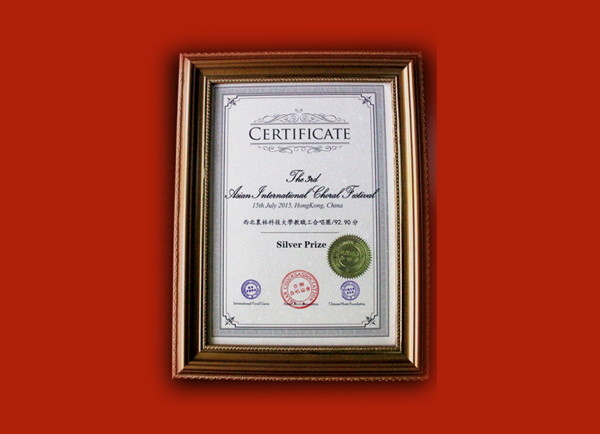 CERTIFICATE
The 3rd
Asian International Choral Festival
15th July 2015, HongKong, China
西北農林科技大學教職工合唱團/92.90分
Silver Prize